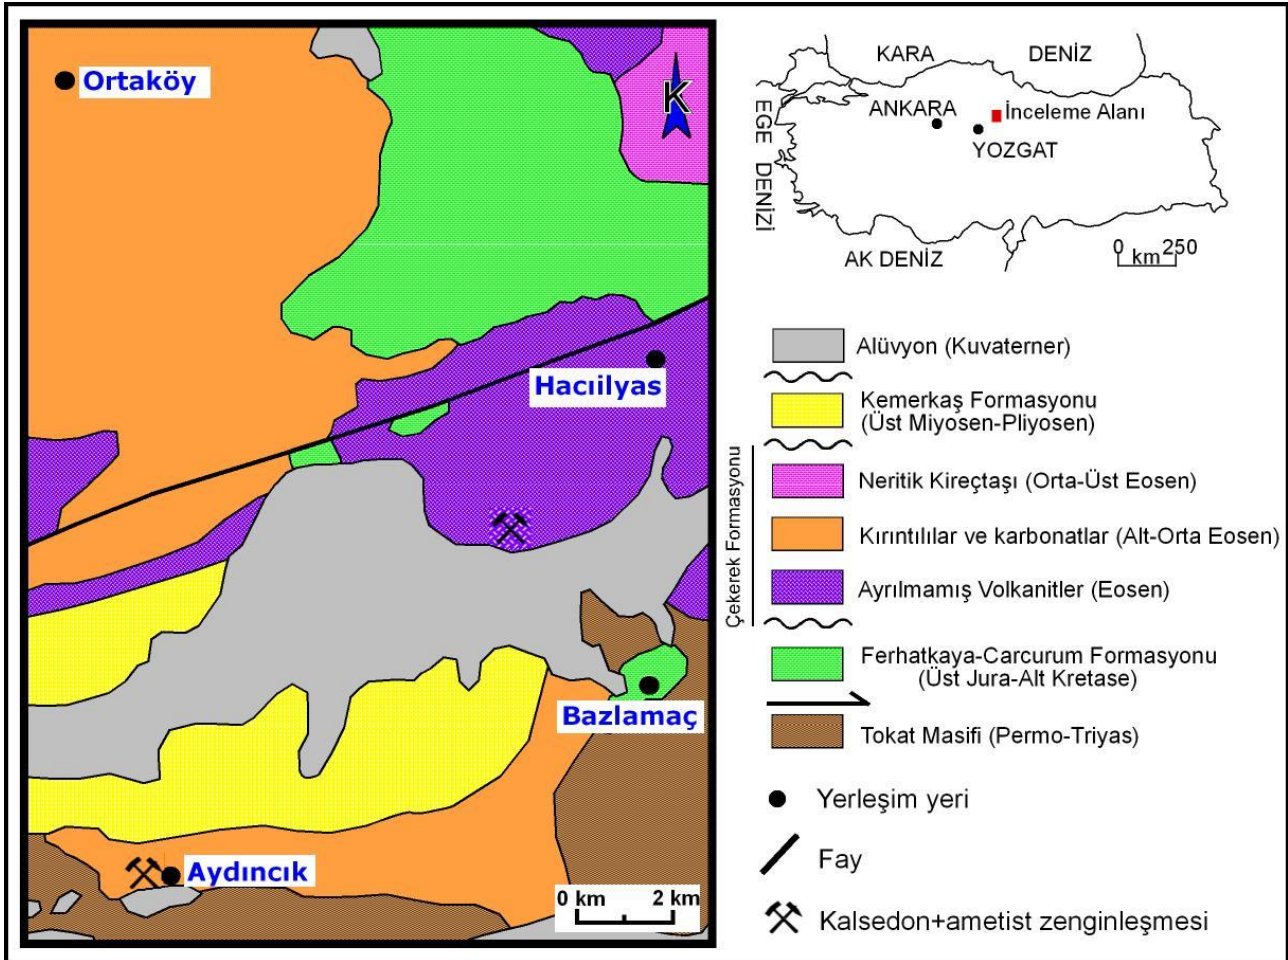 Ortaköy
K
Hacıilyas
Bazlamaç
Aydıncık
0 km 2 km
KARA DENİZ
EGE DENİZİ
ANKARA
İnceleme Alanı
YOZGAT
AK DENİZ
0 km 250
Alüvyon (Kuvaterner)
Kemerkaş Formasyonu
(Üst Miyosen-Pliyosen)
Çekerek Formasyonu
Neritik Kireçtaşı (Orta-Üst Eosen)
Kırıntılılar ve karbonatlar (Alt-Orta Eosen)
Ayrılmamış Volkanitler (Eosen)
Ferhatkaya-Carcurum Formasyonu
(Üst Jura-Alt Kretase)
Tokat Masifi (Permo-Triyas)
Yerleşim yeri
Fay
Kalsedon+ametist zenginleşmesi